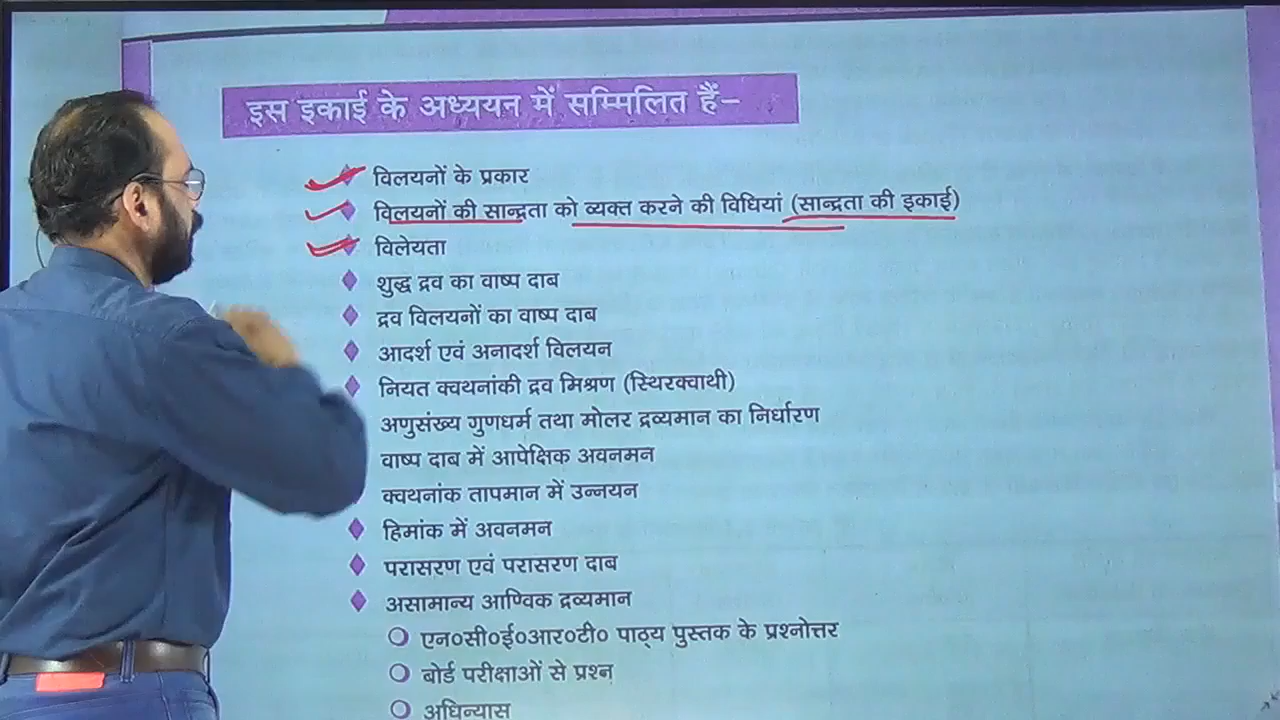 इस इकाई के अध्ययन में सम्मिलित हैं–
विलयनों के प्रकार
विलयनों की सान्द्रता को व्यक्त करने की विधियां (सान्द्रता की इकाई)
विलेयता
शुद्ध द्रव का वाष्प दाब
द्रव विलयनों का वाष्प दाब
आदर्श एवं अनादर्श विलयन
नियत क्वथनांकी द्रव मिश्रण (स्थिरक्वाथी)
अणुसंख्य गुणधर्म तथा मोलर द्रव्यमान का निर्धारण
वाष्प दाब में आपेक्षिक अवनमन
क्वथनांक तापमान में उन्नयन
हिमांक में अवनमन
परासरण एवं परासरण दाब
असामान्य आण्विक द्रव्यमान
एन०सी०ई०आर०टी० पाठ्य पुस्तक के प्रश्नोत्तर
बोर्ड परीक्षाओं से प्रश्न
अधिन्यास